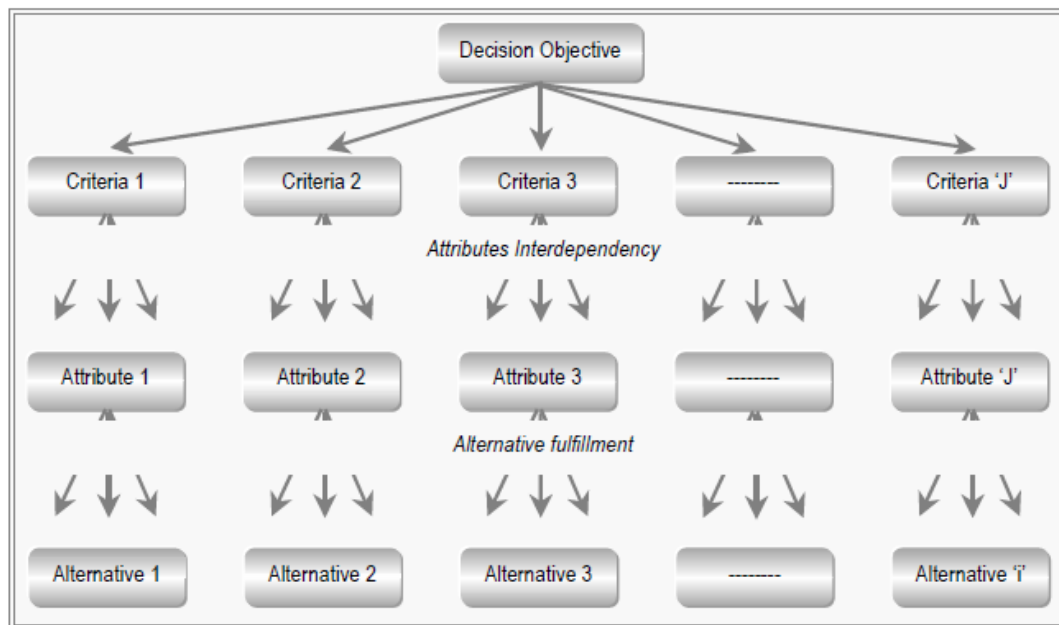 Decision Objective
Criteria 1
Criteria 2
Criteria 3
--------
Criteria ‘J’
Attributes Interdependency
Attribute 1
Attribute 2
Attribute 3
--------
Attribute ‘J’
Alternative fulfillment
Alternative 1
Alternative 2
Alternative 3
--------
Alternative ‘i’